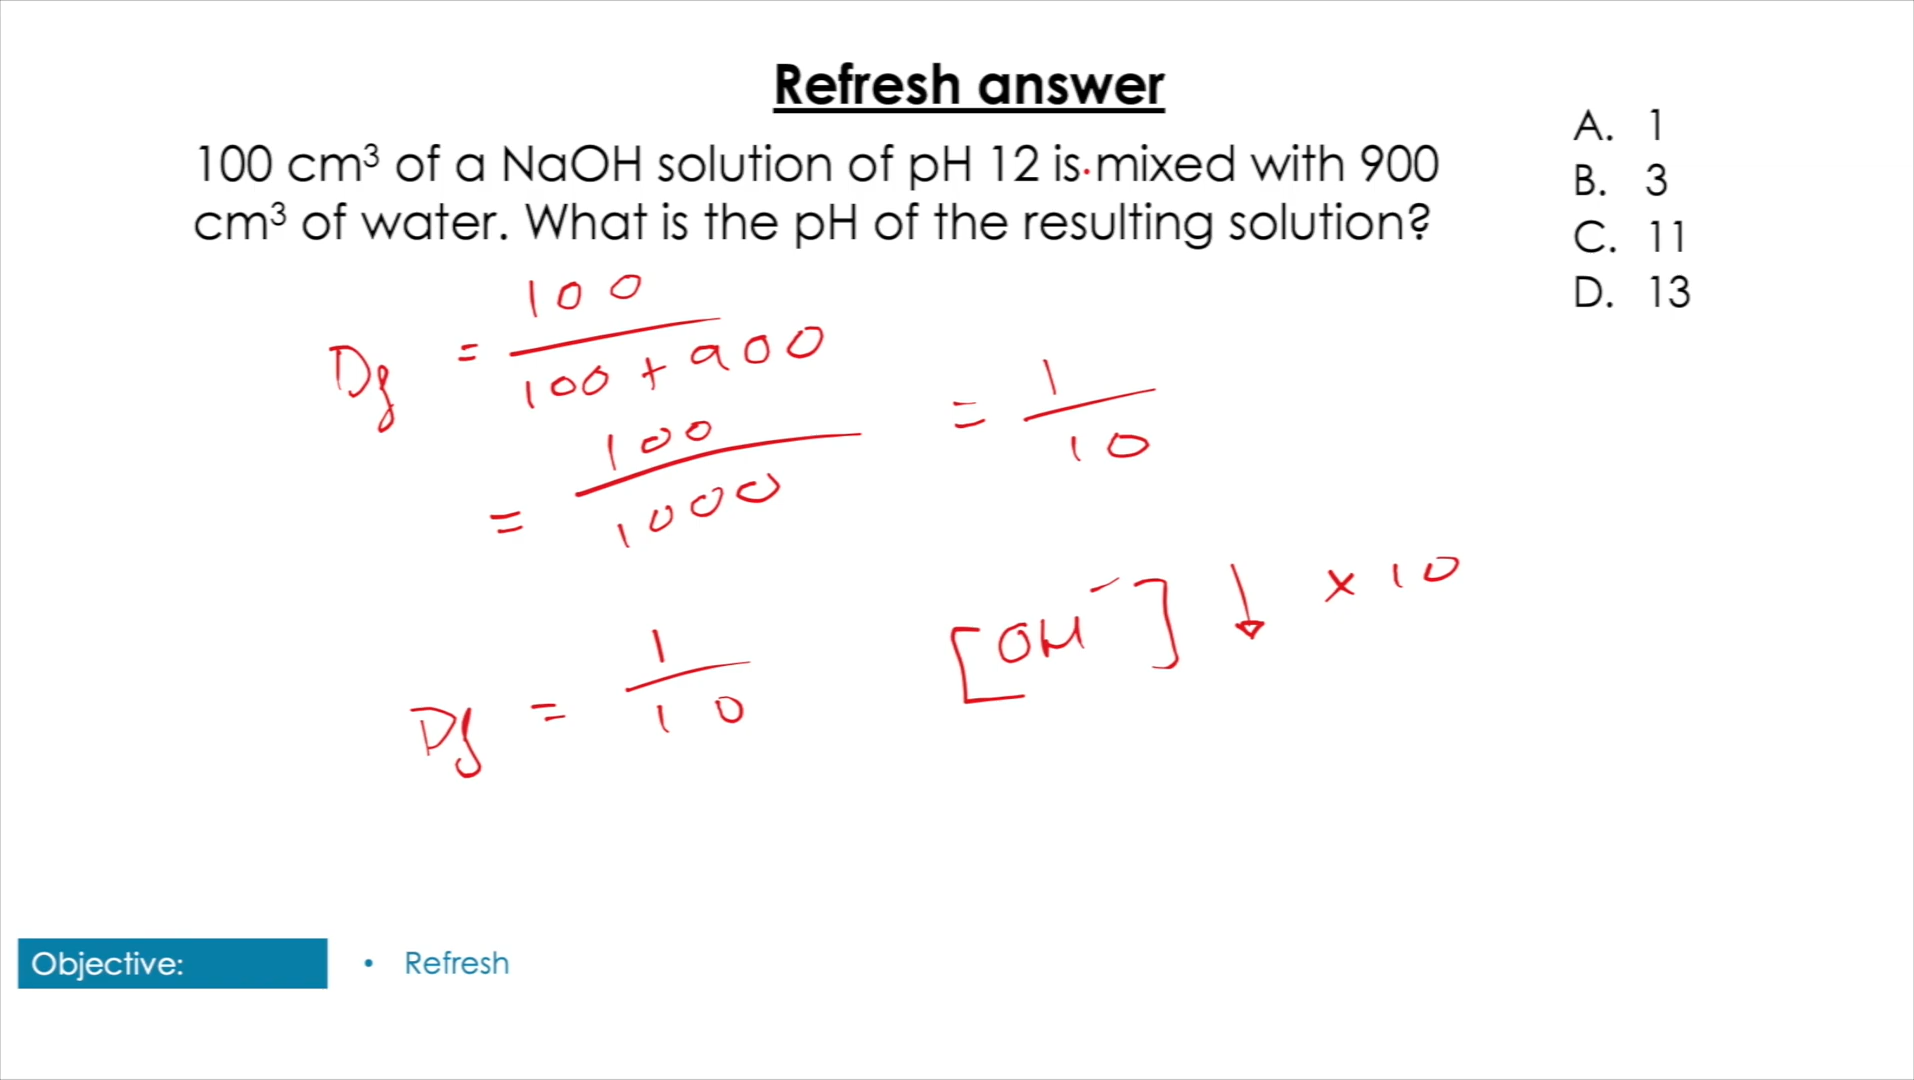 Refresh answer
100 cm³ of a NaOH solution of pH 12 is mixed with 900
cm³ of water. What is the pH of the resulting solution?
A. 1
B. 3
C. 11
D. 13
Df = 100 / 100 + 900
= 100 / 1000 = 1 / 10
Df = 1 / 10
[OH⁻] ↓ × 10
Objective:
• Refresh